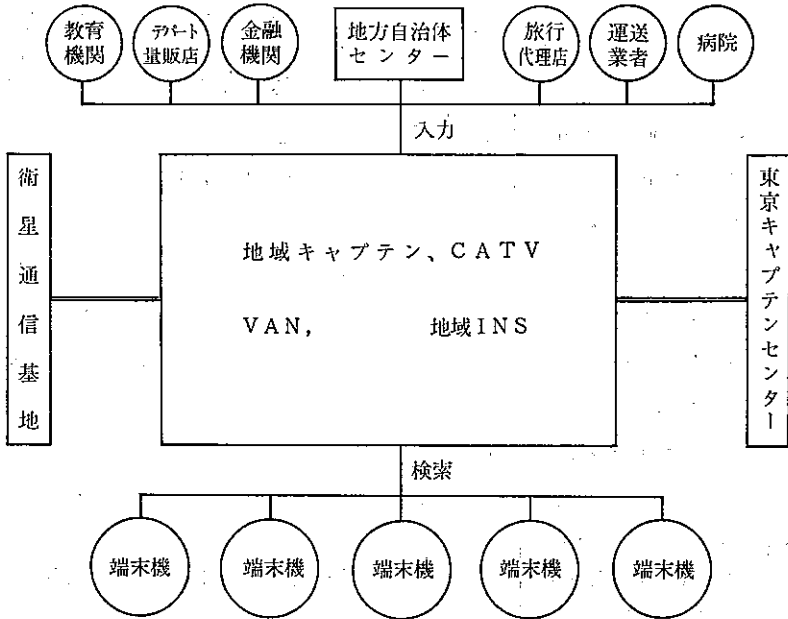 教育
機関
デパート
量販店
金融
機関
地方自治体
センター
旅行
代理店
運送
業者
病院
入力
衛星通信基地
地域キャプテン、CATV
VAN,　地域INS
東京キャプテンセンター
検索
端末機
端末機
端末機
端末機
端末機